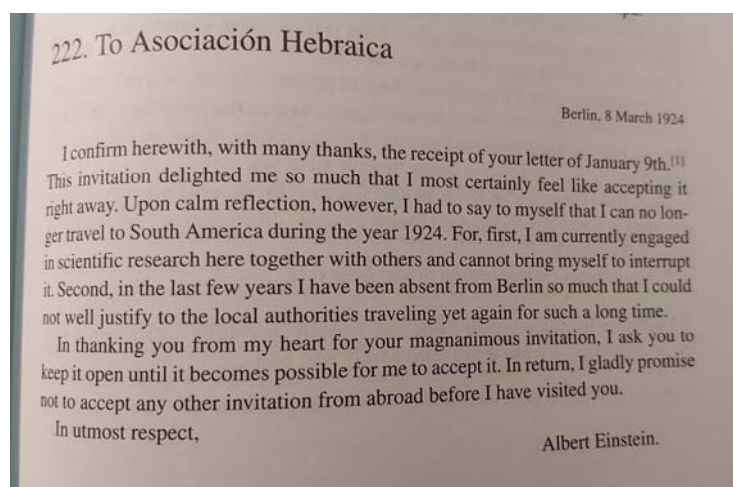 222. To Asociación Hebraica
Berlin, 8 March 1924
I confirm herewith, with many thanks, the receipt of your letter of January 9th.[1]
This invitation delighted me so much that I most certainly feel like accepting it
right away. Upon calm reflection, however, I had to say to myself that I can no lon-
ger travel to South America during the year 1924. For, first, I am currently engaged
in scientific research here together with others and cannot bring myself to interrupt
it. Second, in the last few years I have been absent from Berlin so much that I could
not well justify to the local authorities traveling yet again for such a long time.
In thanking you from my heart for your magnanimous invitation, I ask you to
keep it open until it becomes possible for me to accept it. In return, I gladly promise
not to accept any other invitation from abroad before I have visited you.
In utmost respect,
Albert Einstein.